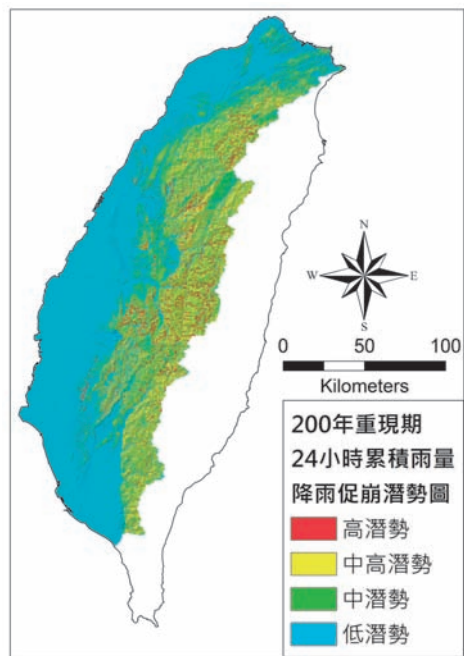 N
W
E
S
0 50 100
Kilometers
200年重現期
24小時累積雨量
降雨促崩潛勢圖
高潛勢
中高潛勢
中潛勢
低潛勢